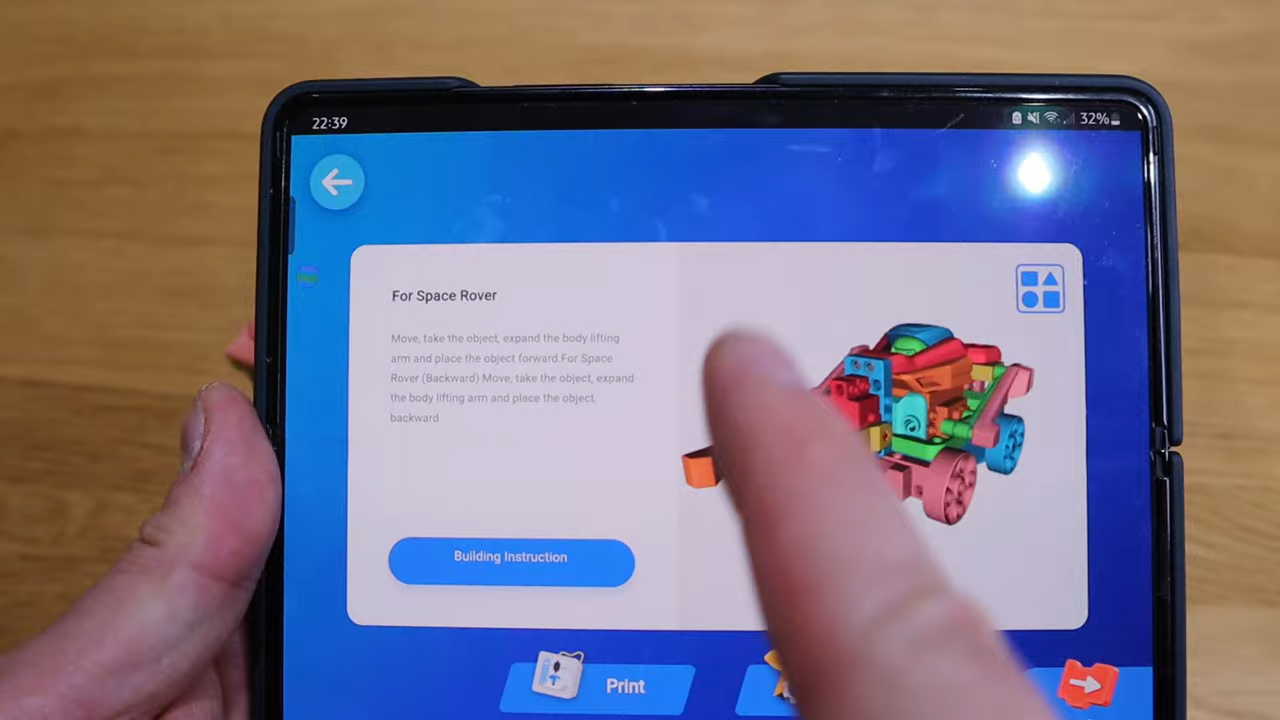 22:39
32%
For Space Rover
Move, take the object, expand the body lifting
arm and place the object forward.For Space
Rover (Backward) Move, take the object, expand
the body lifting arm and place the object
backward
Building Instruction
Print